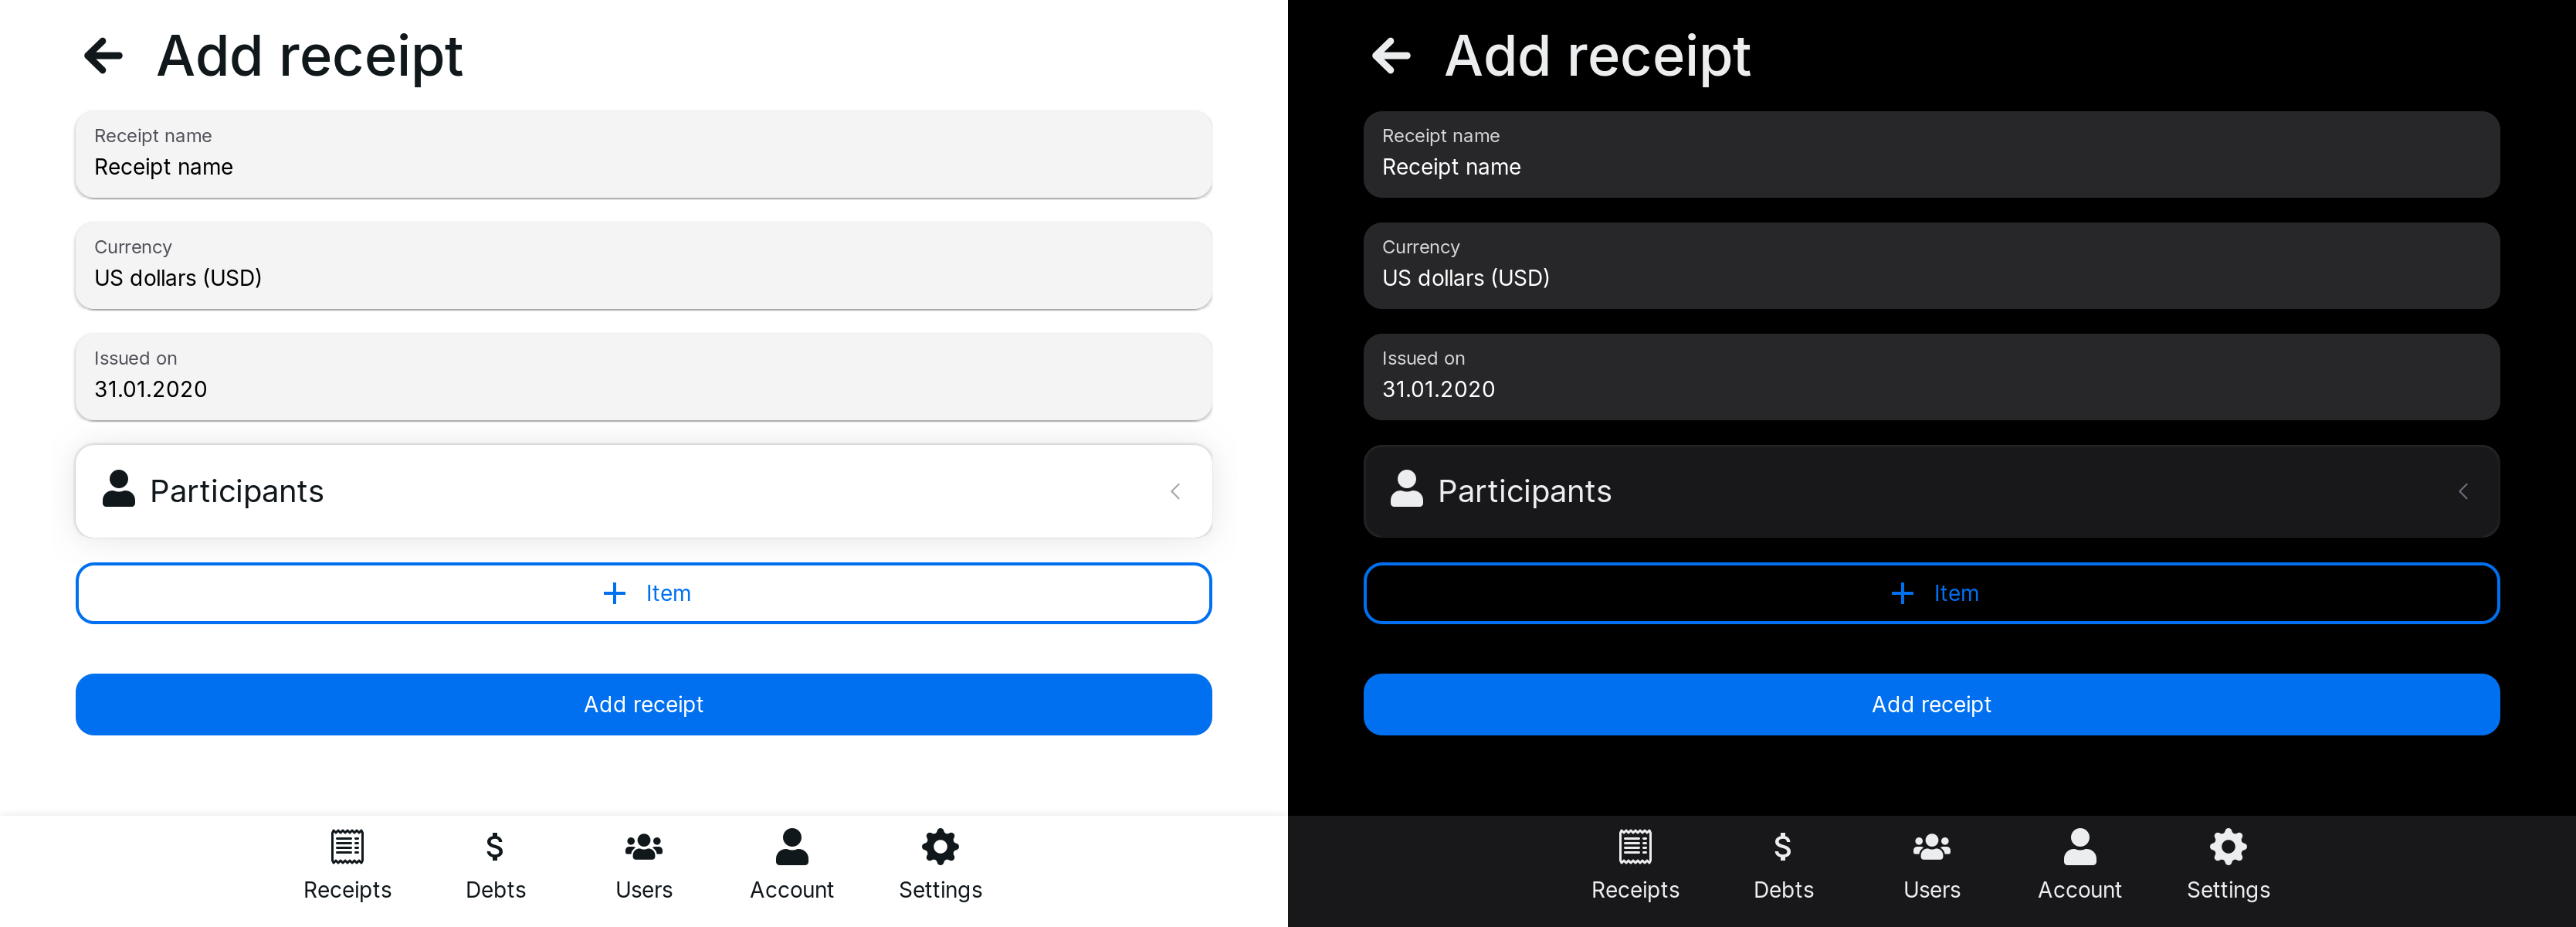 Add receipt
Receipt name
Receipt name
Currency
US dollars (USD)
Issued on
31.01.2020
Participants
Item
Add receipt
Receipts
Debts
Users
Account
Settings
Add receipt
Receipt name
Receipt name
Currency
US dollars (USD)
Issued on
31.01.2020
Participants
Item
Add receipt
Receipts
Debts
Users
Account
Settings